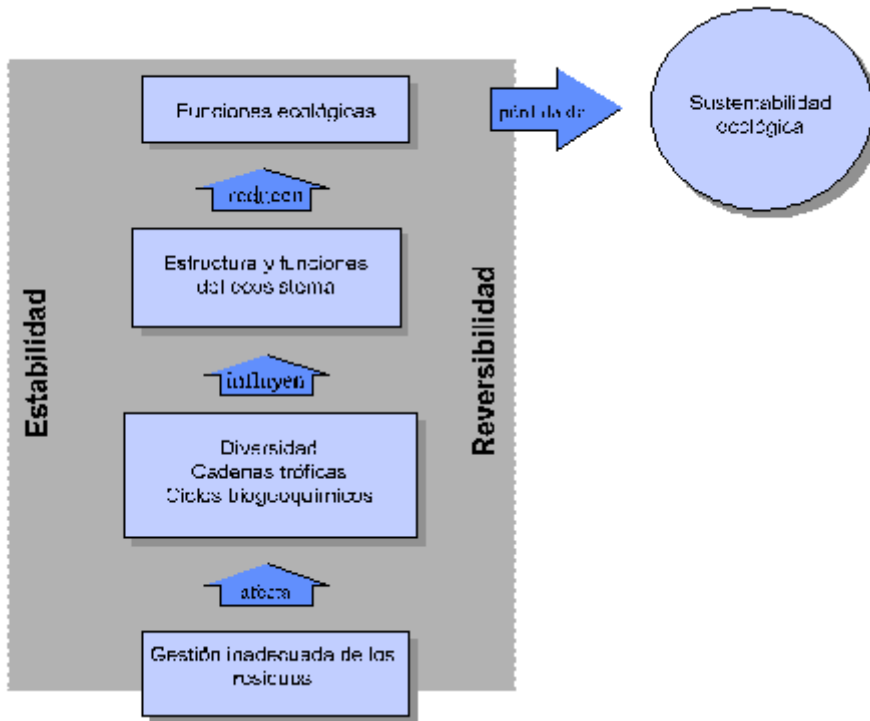 Funciones ecológicas
pérdida de
Sustentabilidad
ecológica
reducen
Estructura y funciones
del ecosistema
Estabilidad
Reversibilidad
influyen
Diversidad
Cadenas tróficas
Ciclos biogeoquímicos
afecta
Gestión inadecuada de los
residuos